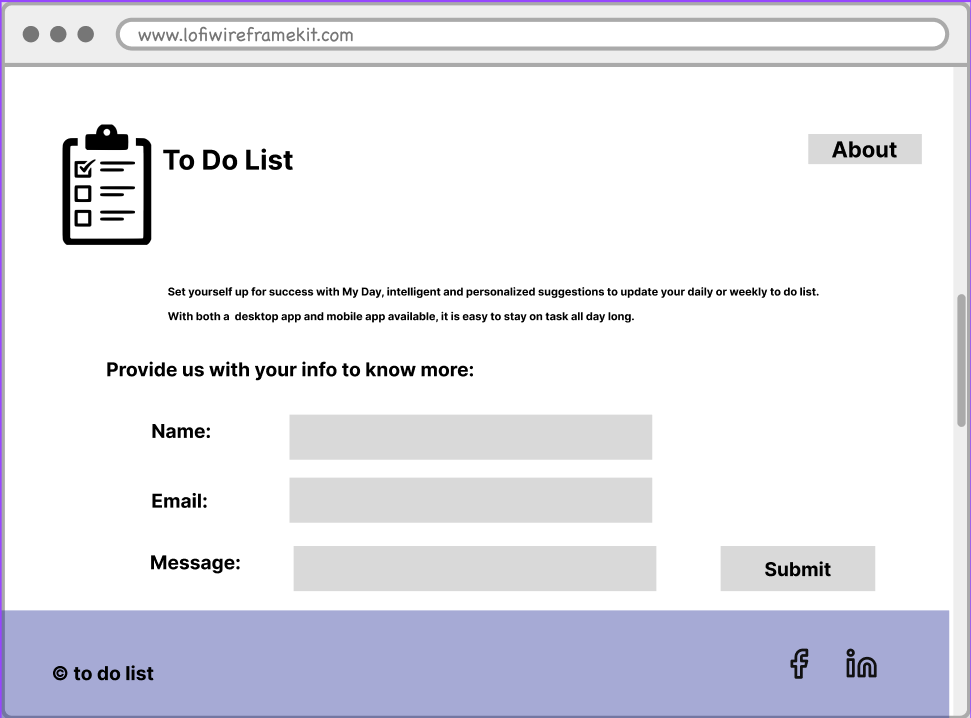 www.lofiwireframekit.com
To Do List
About
Set yourself up for success with My Day, intelligent and personalized suggestions to update your daily or weekly to do list.
With both a  desktop app and mobile app available, it is easy to stay on task all day long.
Provide us with your info to know more:
Name:
Email:
Message:
Submit
© to do list